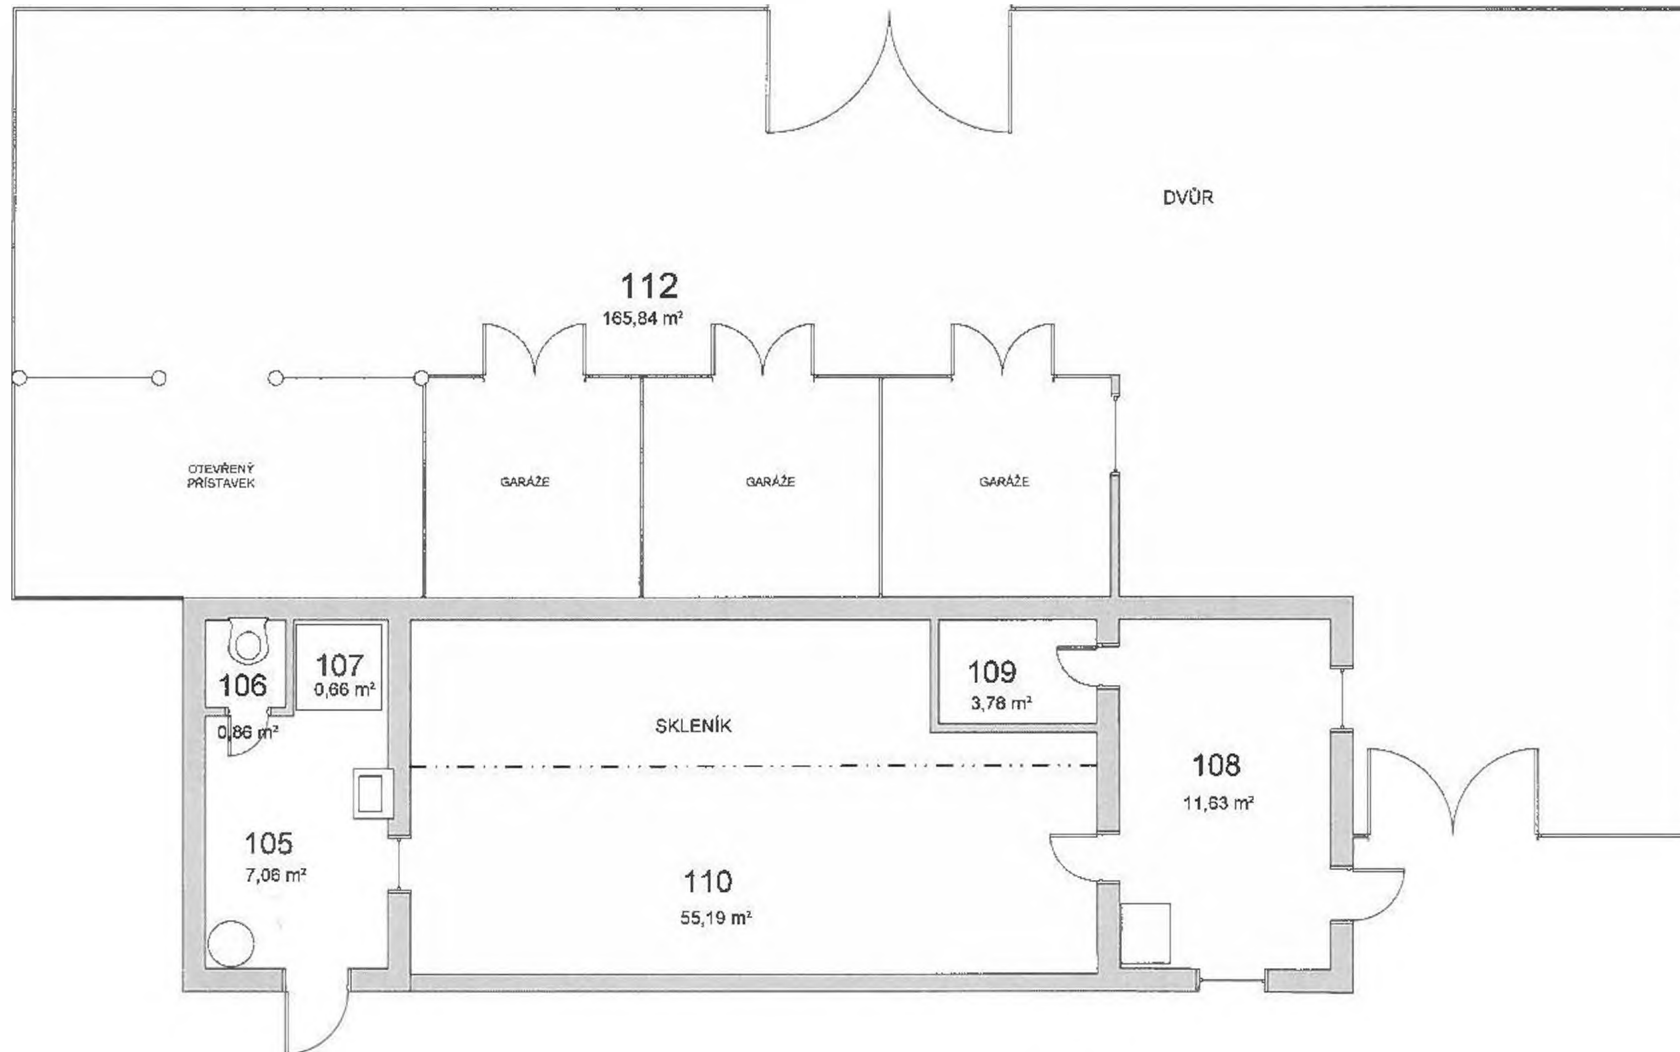 DVŮR
112
165,84 m²
OTEVŘENÝ
PŘÍSTAVEK
GARÁŽE
GARÁŽE
GARÁŽE
106
0,86 m²
107
0,66 m²
109
3,78 m²
SKLENÍK
108
11,63 m²
105
7,06 m²
110
55,19 m²